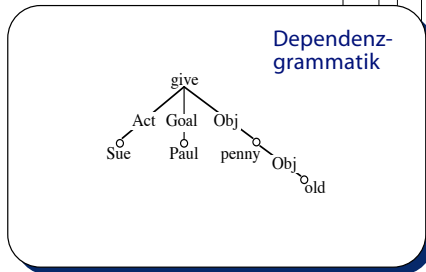 Dependenz-
grammatik
give
Act Goal Obj
Sue Paul penny Obj
old